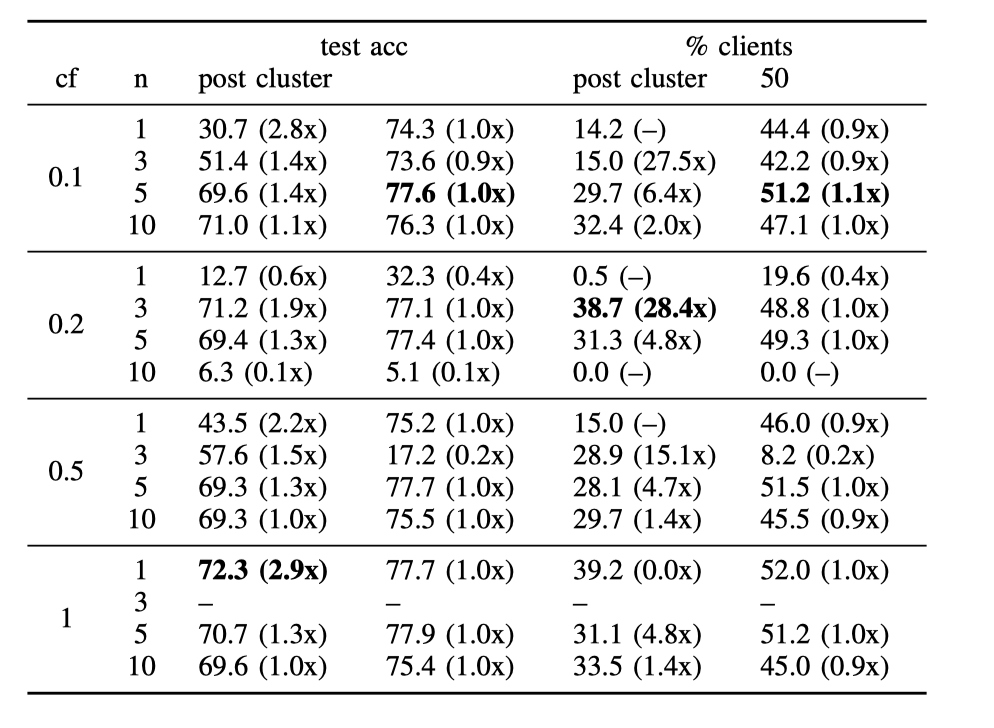 test acc % clients
cf n post cluster post cluster 50
1 30.7 (2.8x) 74.3 (1.0x) 14.2 (–) 44.4 (0.9x)
3 51.4 (1.4x) 73.6 (0.9x) 15.0 (27.5x) 42.2 (0.9x)
0.1
5 69.6 (1.4x) 77.6 (1.0x) 29.7 (6.4x) 51.2 (1.1x)
10 71.0 (1.1x) 76.3 (1.0x) 32.4 (2.0x) 47.1 (1.0x)
1 12.7 (0.6x) 32.3 (0.4x) 0.5 (–) 19.6 (0.4x)
3 71.2 (1.9x) 77.1 (1.0x) 38.7 (28.4x) 48.8 (1.0x)
0.2
5 69.4 (1.3x) 77.4 (1.0x) 31.3 (4.8x) 49.3 (1.0x)
10 6.3 (0.1x) 5.1 (0.1x) 0.0 (–) 0.0 (–)
1 43.5 (2.2x) 75.2 (1.0x) 15.0 (–) 46.0 (0.9x)
3 57.6 (1.5x) 17.2 (0.2x) 28.9 (15.1x) 8.2 (0.2x)
0.5
5 69.3 (1.3x) 77.7 (1.0x) 28.1 (4.7x) 51.5 (1.0x)
10 69.3 (1.0x) 75.5 (1.0x) 29.7 (1.4x) 45.5 (0.9x)
1 72.3 (2.9x) 77.7 (1.0x) 39.2 (0.0x) 52.0 (1.0x)
3 – – – –
1
5 70.7 (1.3x) 77.9 (1.0x) 31.1 (4.8x) 51.2 (1.0x)
10 69.6 (1.0x) 75.4 (1.0x) 33.5 (1.4x) 45.0 (0.9x)